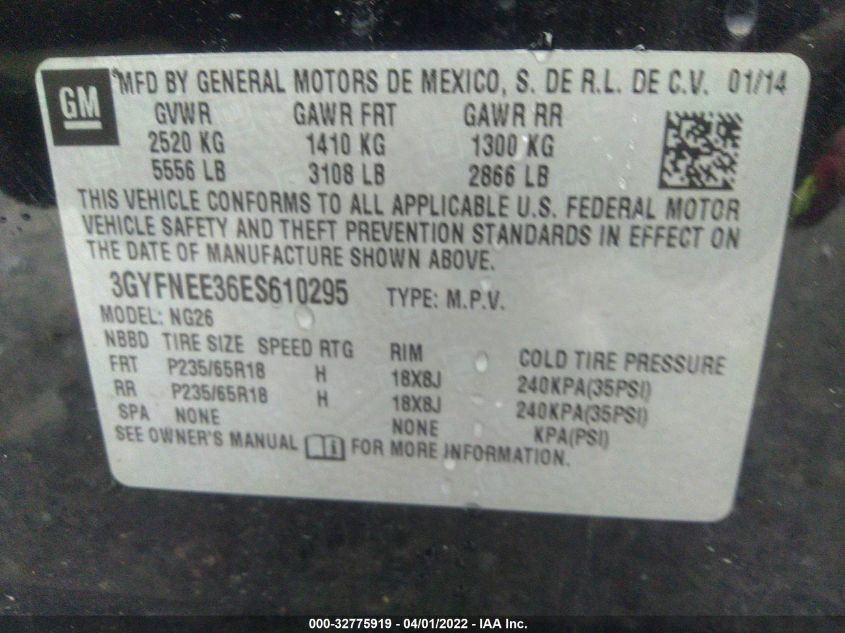 GM
MFD BY GENERAL MOTORS DE MEXICO, S. DE R.L. DE C.V. 01/14
GVWR GAWR FRT GAWR RR
2520 KG 1410 KG 1300 KG
5556 LB 3108 LB 2866 LB
THIS VEHICLE CONFORMS TO ALL APPLICABLE U.S. FEDERAL MOTOR
VEHICLE SAFETY AND THEFT PREVENTION STANDARDS IN EFFECT ON
THE DATE OF MANUFACTURE SHOWN ABOVE.
3GYFNEE36ES610295 TYPE: M.P.V.
MODEL: NG26
NBBD TIRE SIZE SPEED RTG RIM COLD TIRE PRESSURE
FRT P235/65R18 H 18X8J 240KPA(35PSI)
RR P235/65R18 H 18X8J 240KPA(35PSI)
SPA NONE NONE KPA(PSI)
SEE OWNER'S MANUAL FOR MORE INFORMATION.
000-32775919 - 04/01/2022 - IAA Inc.